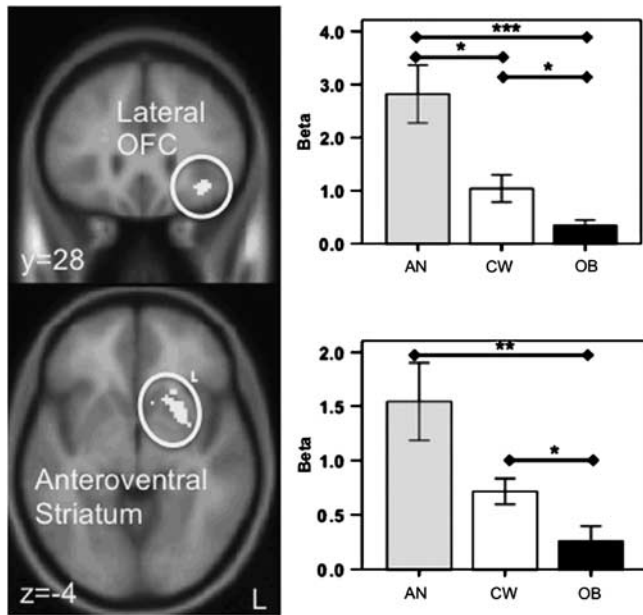 Lateral
OFC
y=28
Beta
4.0
3.0
2.0
1.0
0.0
***
*
*
AN CW OB
L
Anteroventral
Striatum
z=-4
L
Beta
2.0
1.5
1.0
0.5
0.0
**
*
AN CW OB